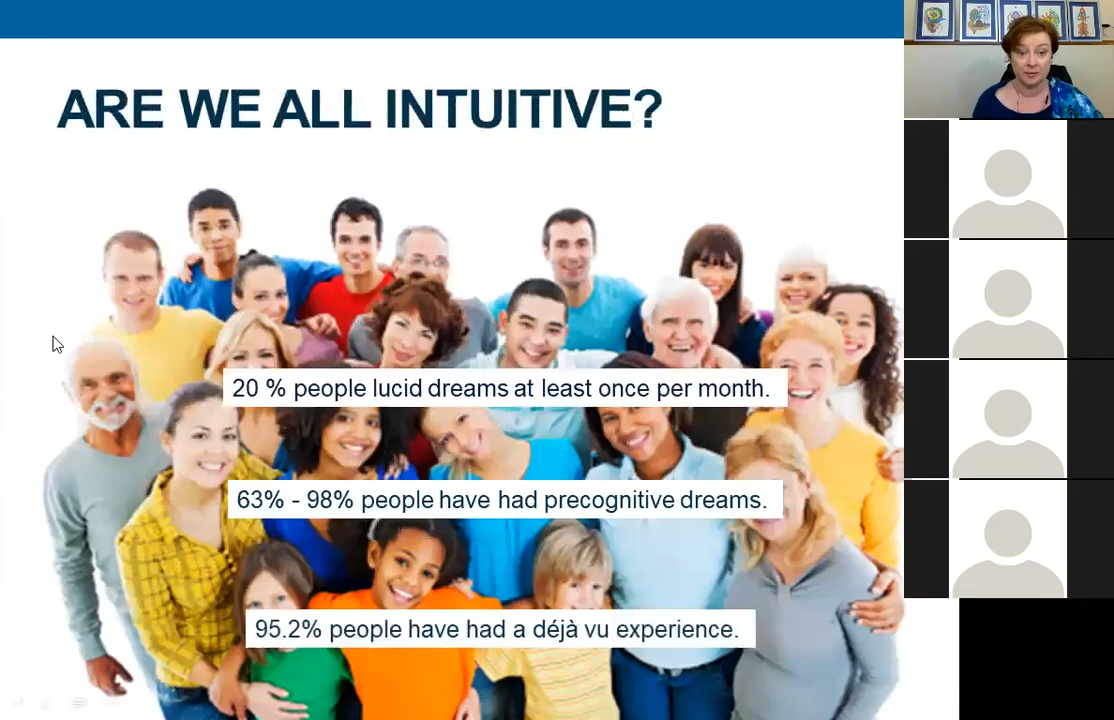 ARE WE ALL INTUITIVE?
20 % people lucid dreams at least once per month.
63% - 98% people have had precognitive dreams.
95.2% people have had a déjà vu experience.